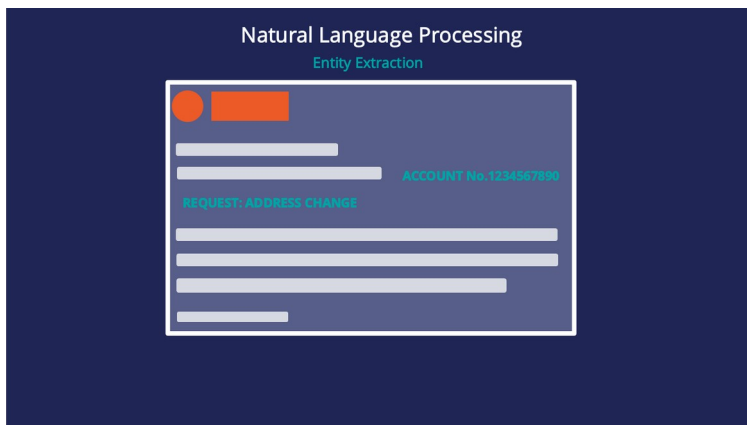 Natural Language Processing
Entity Extraction
ACCOUNT No.1234567890
REQUEST: ADDRESS CHANGE